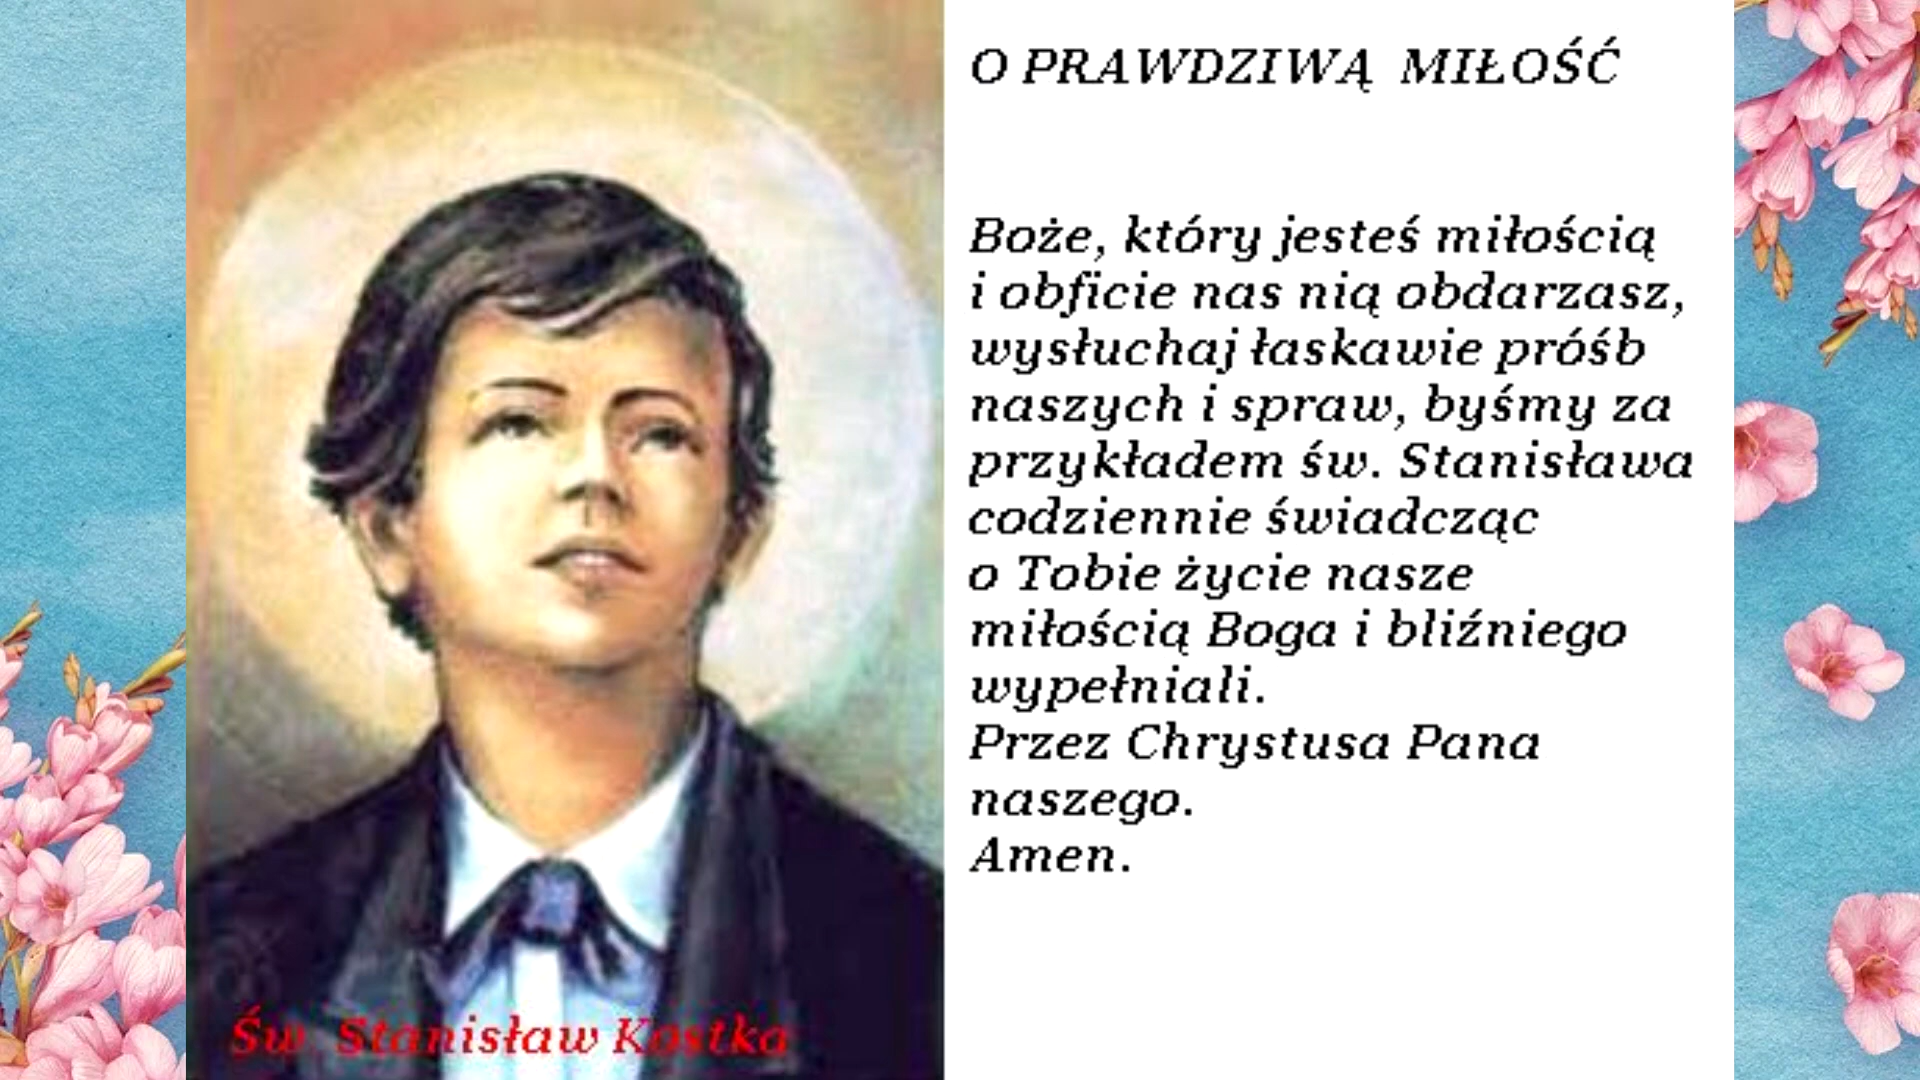 O PRAWDZIWĄ MIŁOŚĆ
Boże, który jesteś miłością
i obficie nas nią obdarzasz,
wysłuchaj łaskawie próśb
naszych i spraw, byśmy za
przykładem św. Stanisława
codziennie świadcząc
o Tobie życie nasze
miłością Boga i bliźniego
wypełniali.
Przez Chrystusa Pana
naszego.
Amen.
Św. Stanisław Kostka